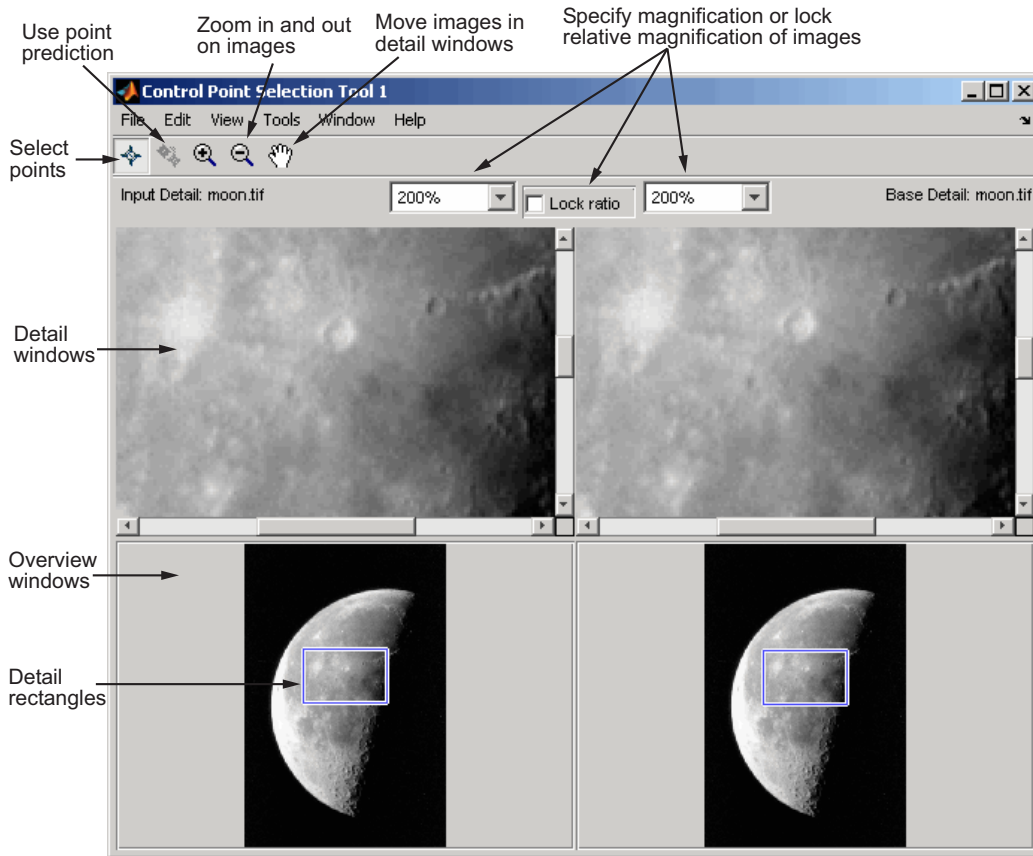 Use point
prediction
Zoom in and out
on images
Move images in
detail windows
Specify magnification or lock
relative magnification of images
Control Point Selection Tool 1
File Edit View Tools Window Help
Select
points
Input Detail: moon.tif
200%
Lock ratio
200%
Base Detail: moon.tif
Detail
windows
Overview
windows
Detail
rectangles